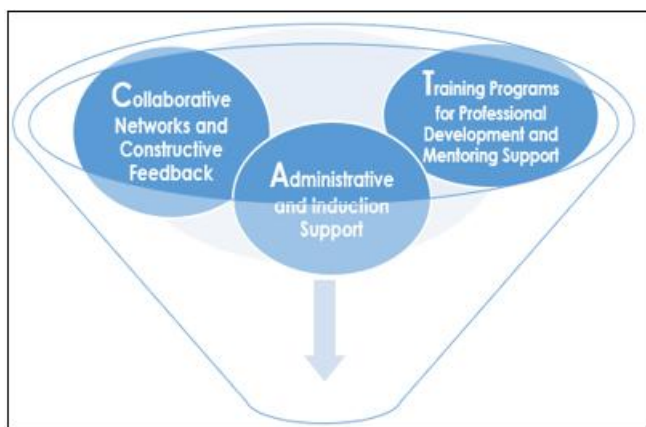 Collaborative
Networks and
Constructive
Feedback
Administrative
and Induction
Support
Training Programs
for Professional
Development and
Mentoring Support